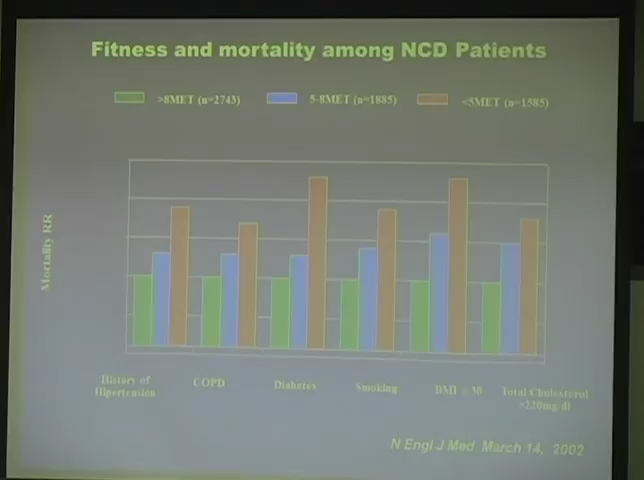 Fitness and mortality among NCD Patients
>8MET (n=2743) 5-8MET (n=1885) <5MET (n=1585)
Mortality RR
History of Hipertension
COPD
Diabetes
Smoking
BMI 30
Total Cholesterol
220mg/dl
N Engl J Med March 14, 2002